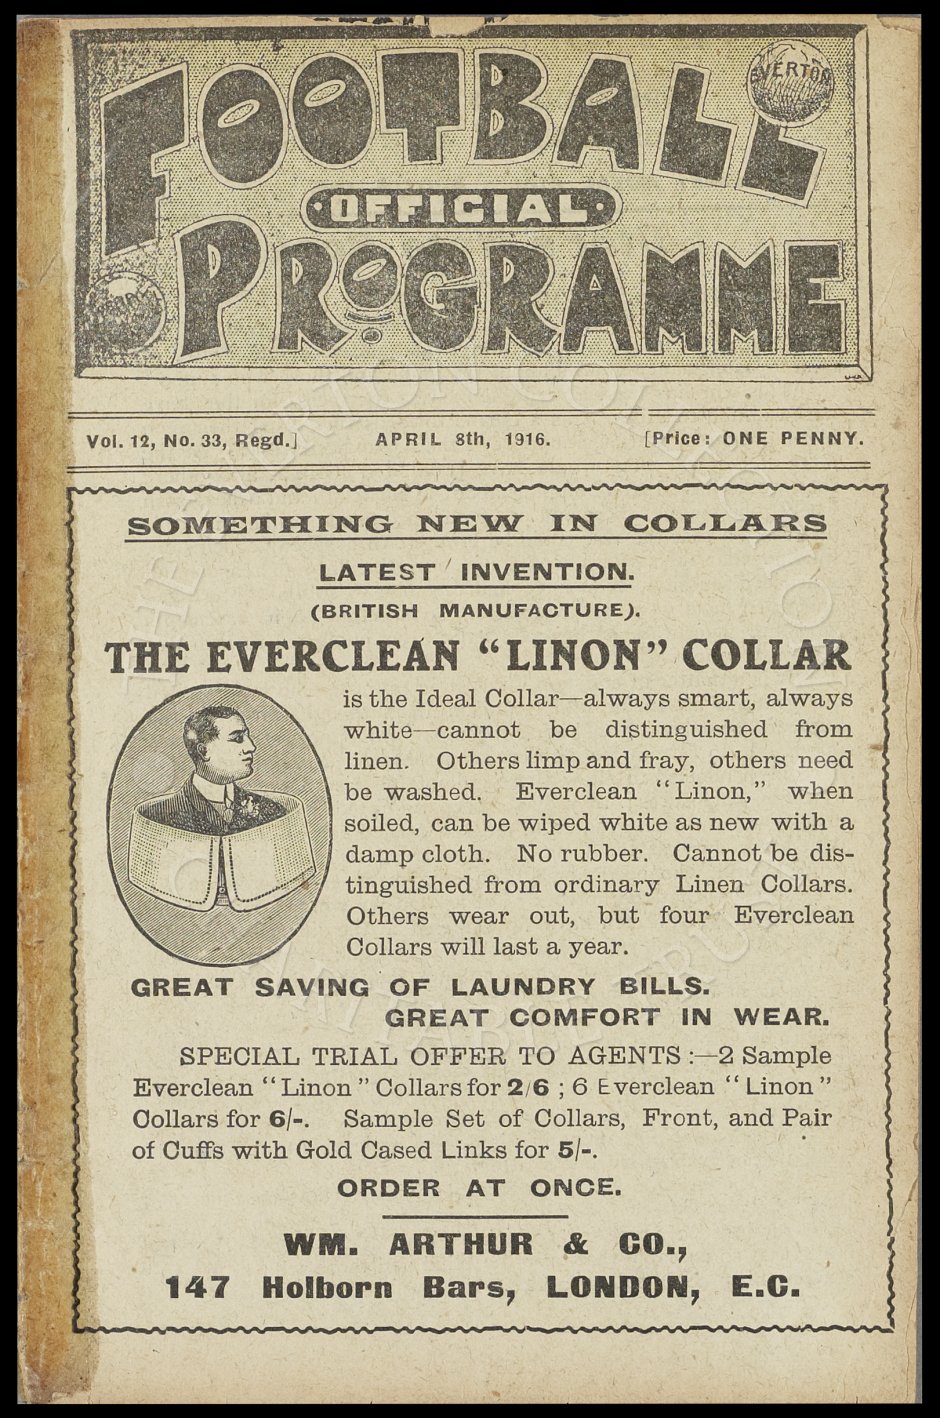 FOOTBALL
EVERTON
OFFICIAL
PROGRAMME
Vol. 12, No. 33, Regd.] APRIL 8th, 1916. [Price: ONE PENNY.
SOMETHING NEW IN COLLARS
LATEST INVENTION.
(BRITISH MANUFACTURE).
THE EVERCLEAN "LINON" COLLAR
is the Ideal Collar—always smart, always
white—cannot be distinguished from
linen. Others limp and fray, others need
be washed. Everclean "Linon," when
soiled, can be wiped white as new with a
damp cloth. No rubber. Cannot be dis-
tinguished from ordinary Linen Collars.
Others wear out, but four Everclean
Collars will last a year.
GREAT SAVING OF LAUNDRY BILLS.
GREAT COMFORT IN WEAR.
SPECIAL TRIAL OFFER TO AGENTS:—2 Sample
Everclean "Linon" Collars for 2/6; 6 Everclean "Linon"
Collars for 6/-. Sample Set of Collars, Front, and Pair
of Cuffs with Gold Cased Links for 5/-.
ORDER AT ONCE.
WM. ARTHUR & CO.,
147 Holborn Bars, LONDON, E.C.
THE EVERTON COLLECTION
CHARITABLE TRUST